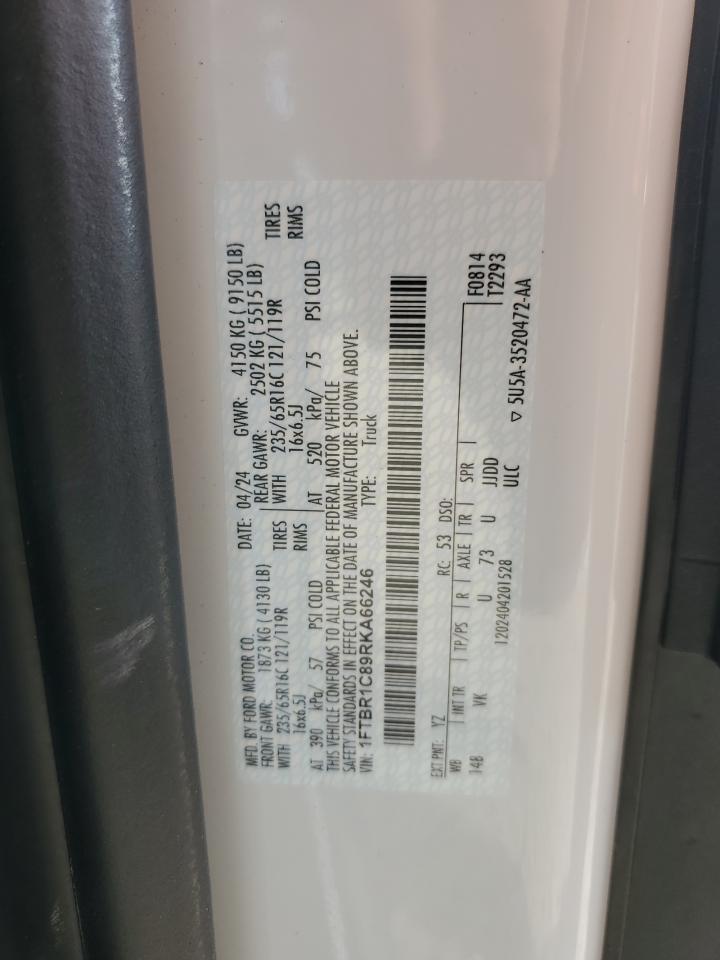 MFD. BY FORD MOTOR CO. DATE: 04/24 GVWR: 4150 KG ( 9150 LB)
FRONT GAWR: 1873 KG ( 4130 LB) REAR GAWR: 2502 KG ( 5515 LB)
WITH 235/65R16C 121/119R TIRES WITH 235/65R16C 121/119R TIRES
16x6.5J RIMS 16x6.5J RIMS
AT 390 kPa/ 57 PSI COLD AT 520 kPa/ 75 PSI COLD
THIS VEHICLE CONFORMS TO ALL APPLICABLE FEDERAL MOTOR VEHICLE
SAFETY STANDARDS IN EFFECT ON THE DATE OF MANUFACTURE SHOWN ABOVE.
VIN: 1FTBR1C89RKA66246 TYPE: Truck
EXT PNT: YZ RC: 53 DSO:
WB INT TR TP/PS R AXLE TR SPR F0814
148 VK U 73 U JJDD T2293
1202404201528 ULC ▽ 5U5A-3520472-AA